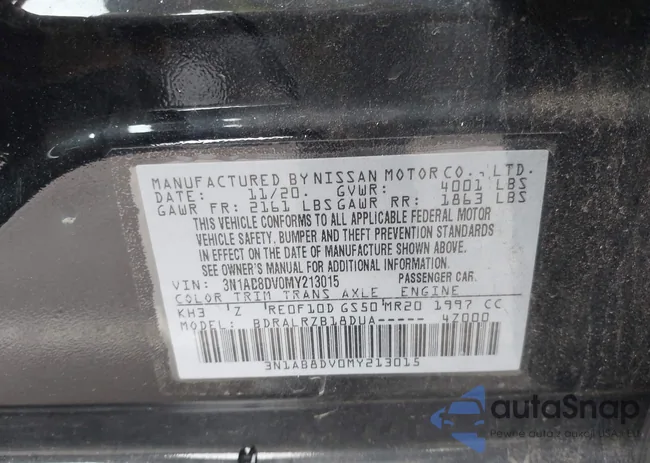 MANUFACTURED BY NISSAN MOTOR CO., LTD.
DATE: 11/20. GVWR: 4001 LBS
GAWR FR: 2161 LBS GAWR RR: 1863 LBS
THIS VEHICLE CONFORMS TO ALL APPLICABLE FEDERAL MOTOR
VEHICLE SAFETY, BUMPER AND THEFT PREVENTION STANDARDS
IN EFFECT ON THE DATE OF MANUFACTURE SHOWN ABOVE.
SEE OWNER'S MANUAL FOR ADDITIONAL INFORMATION.
VIN: 3N1AB8DV0MY213015 PASSENGER CAR.
COLOR TRIM TRANS AXLE ENGINE
KH3 Z RE0F10D GS50 MR20 1997 CC
MODEL: BDRALRZB18DUA----- 4Z000
3N1AB8DV0MY213015
autoSnap